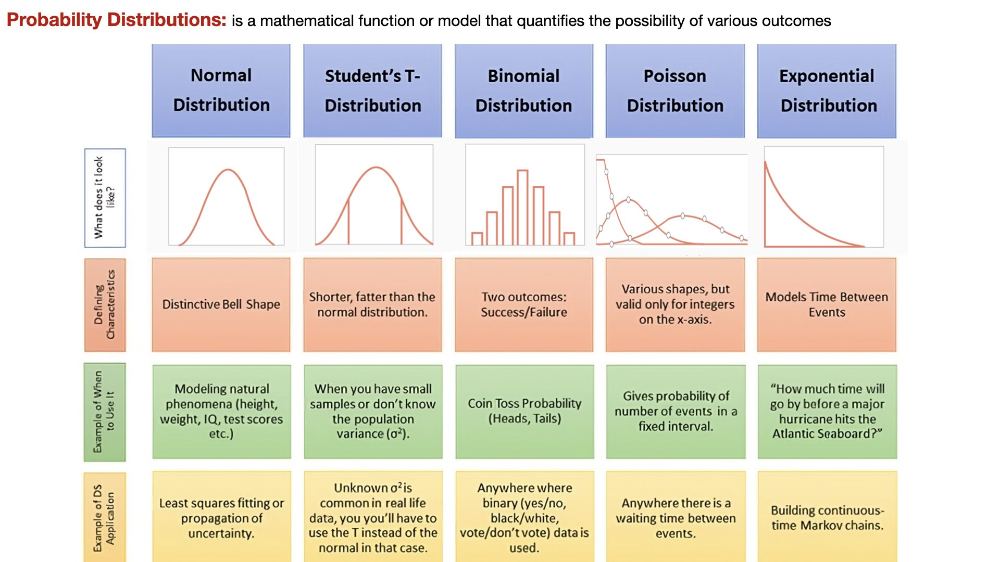 Probability Distributions: is a mathematical function or model that quantifies the possibility of various outcomes
Normal
Distribution
Student's T-
Distribution
Binomial
Distribution
Poisson
Distribution
Exponential
Distribution
What does it look
like?
Defining
Characteristics
Distinctive Bell Shape
Shorter, fatter than the
normal distribution.
Two outcomes:
Success/Failure
Various shapes, but
valid only for integers
on the x-axis.
Models Time Between
Events
Example of When
to Use It
Modeling natural
phenomena (height,
weight, IQ, test scores
etc.)
When you have small
samples or don't know
the population
variance (σ²).
Coin Toss Probability
(Heads, Tails)
Gives probability of
number of events in a
fixed interval.
“How much time will
go by before a major
hurricane hits the
Atlantic Seaboard?”
Example of DS
Application
Least squares fitting or
propagation of
uncertainty.
Unknown σ² is
common in real life
data, you you'll have to
use the T instead of the
normal in that case.
Anywhere where
binary (yes/no,
black/white,
vote/don't vote) data is
used.
Anywhere there is a
waiting time between
events.
Building continuous-
time Markov chains.